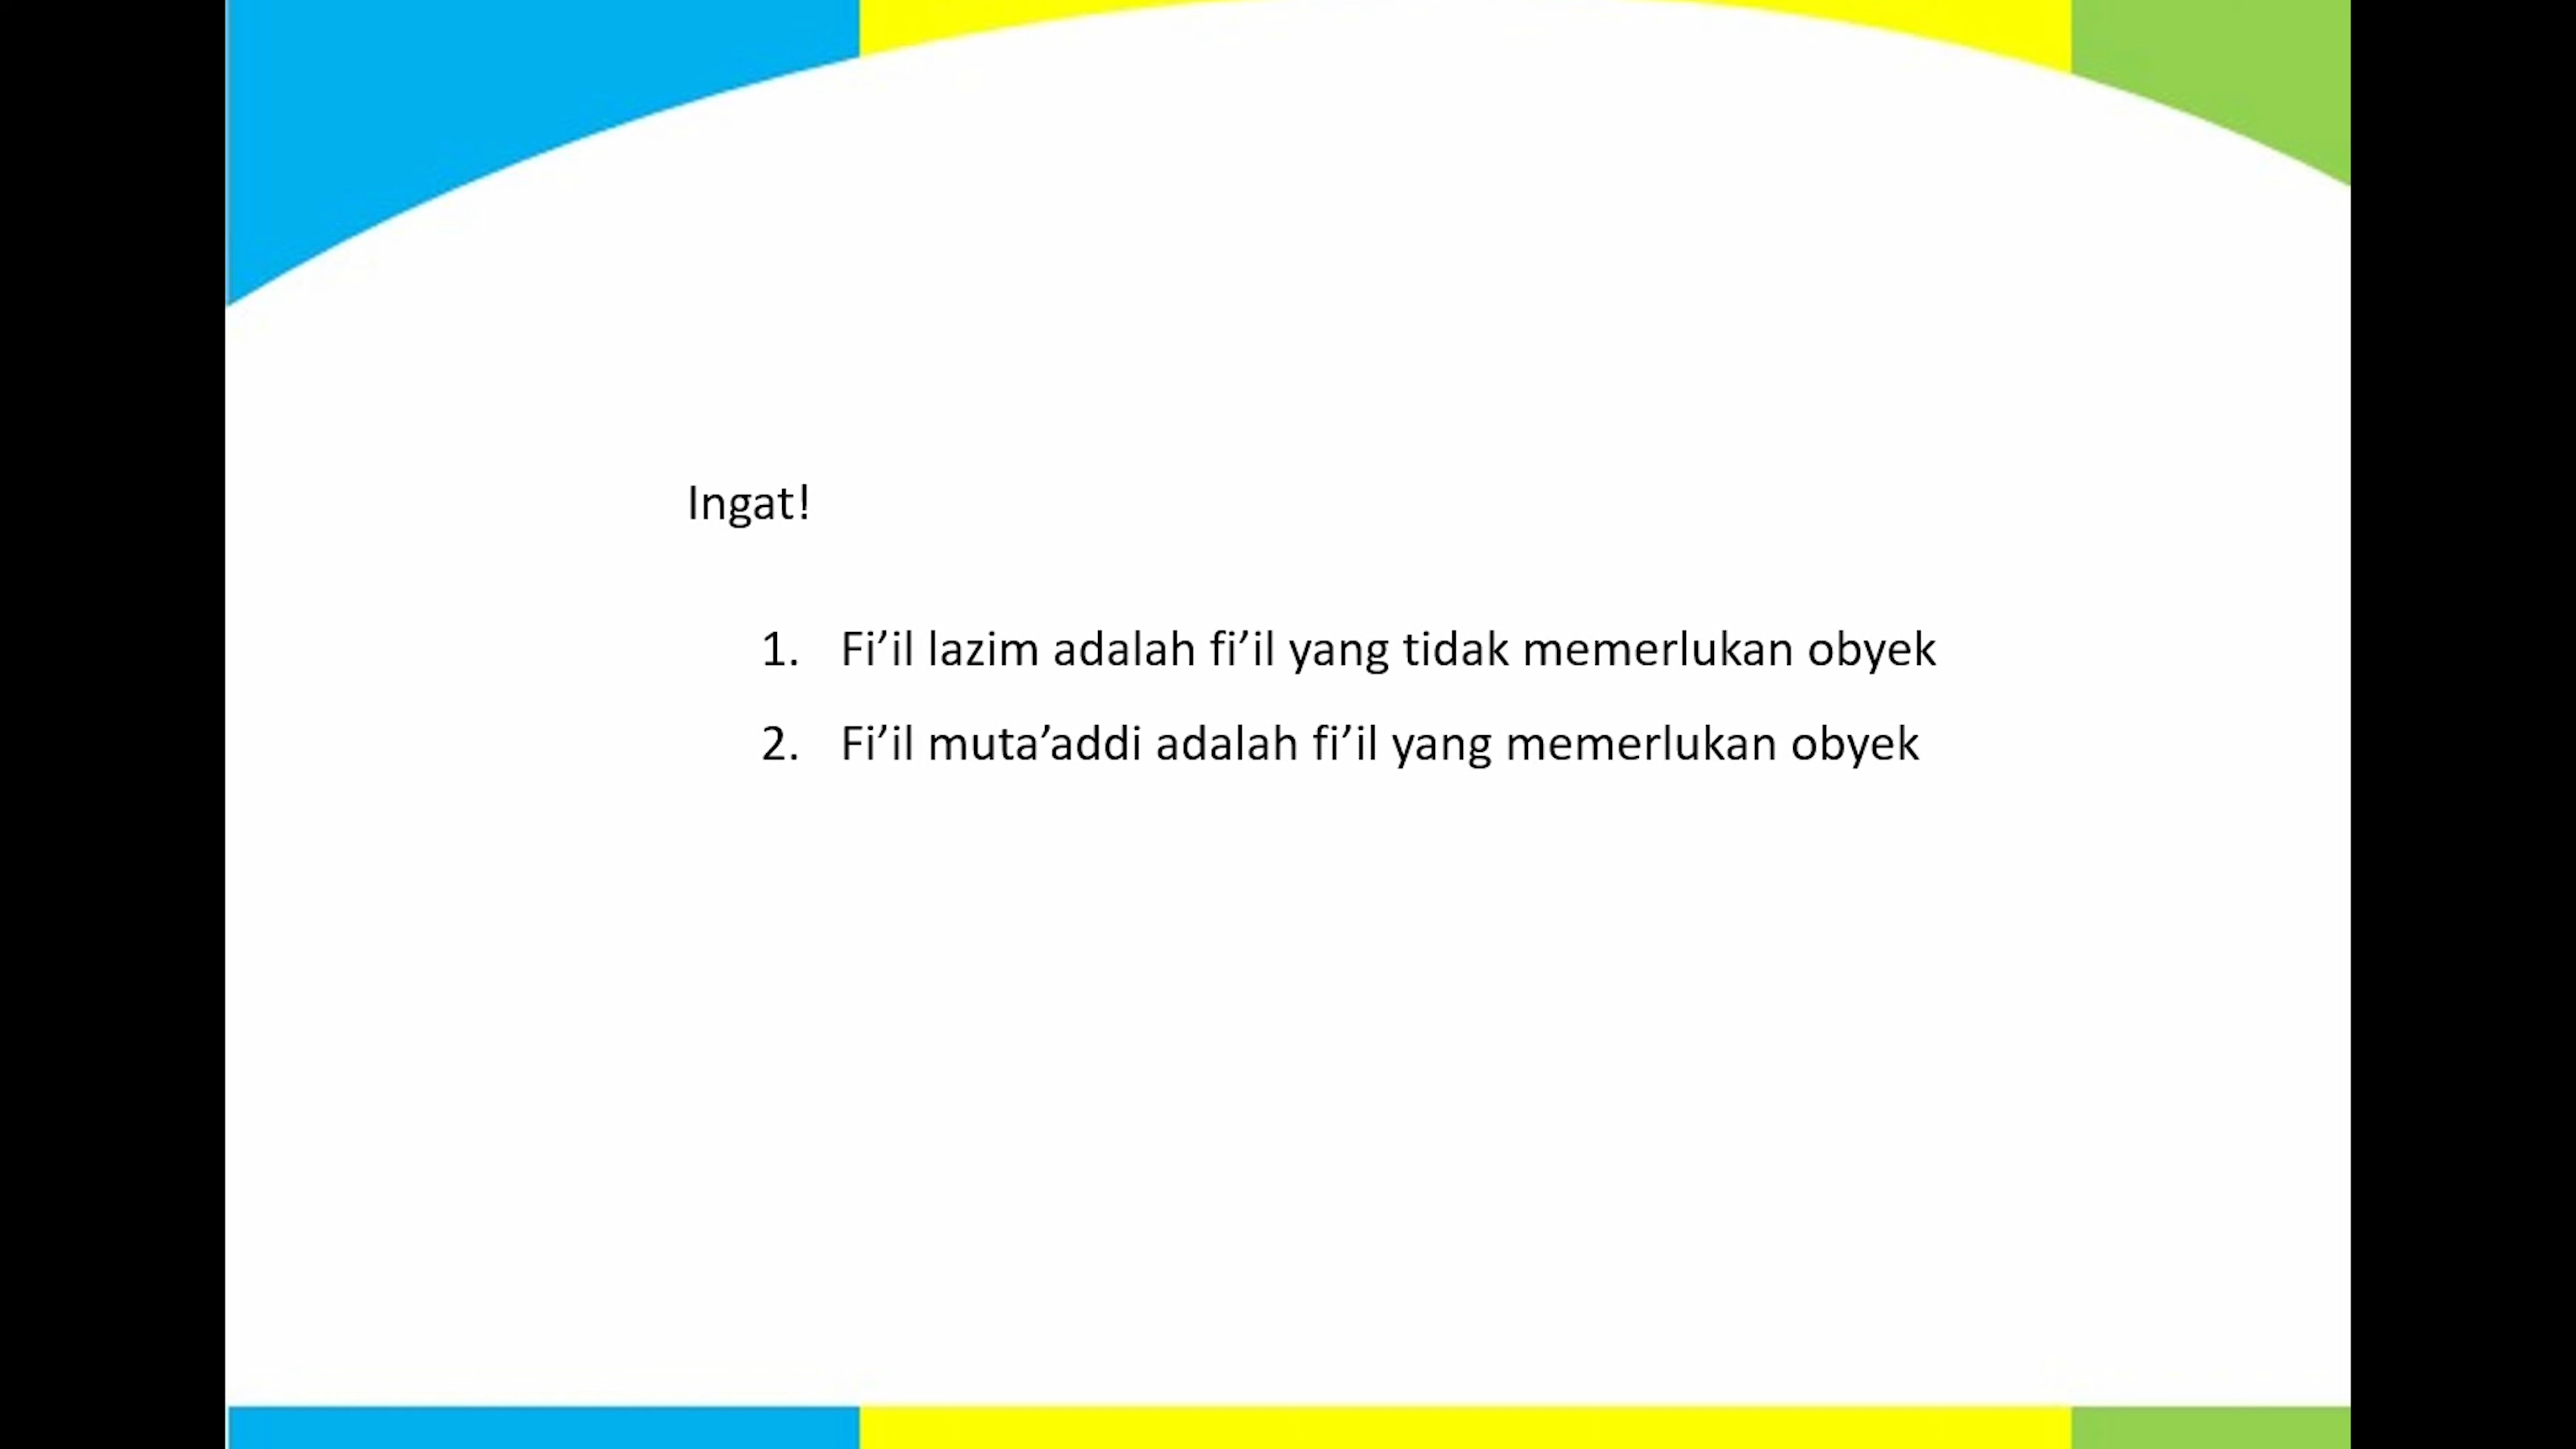 Ingat!
1. Fi’il lazim adalah fi’il yang tidak memerlukan obyek
2. Fi’il muta’addi adalah fi’il yang memerlukan obyek